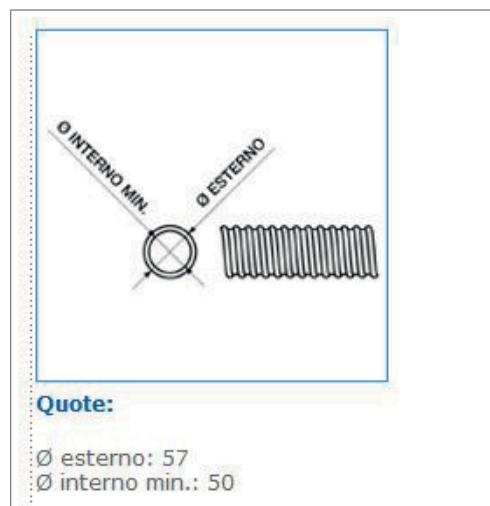 Ø INTERNO MIN.
Ø ESTERNO
Quote:
Ø esterno: 57
Ø interno min.: 50